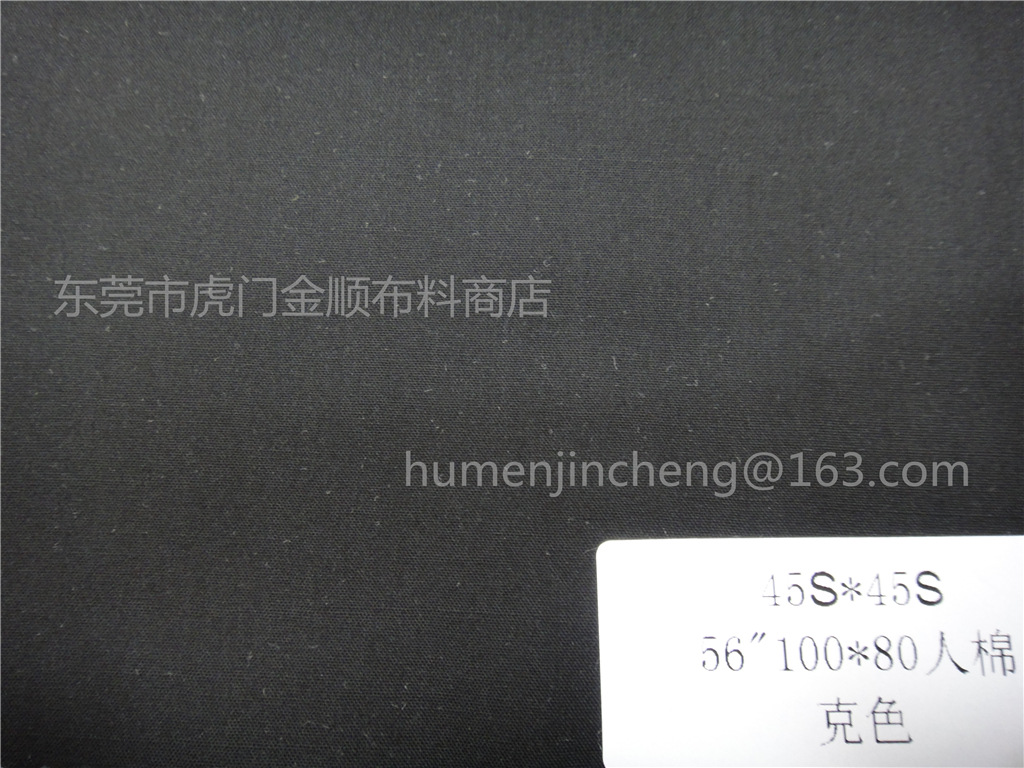 东莞市虎门金顺布料商店
humenjincheng@163.com
45S*45S
56"100*80人棉
克色